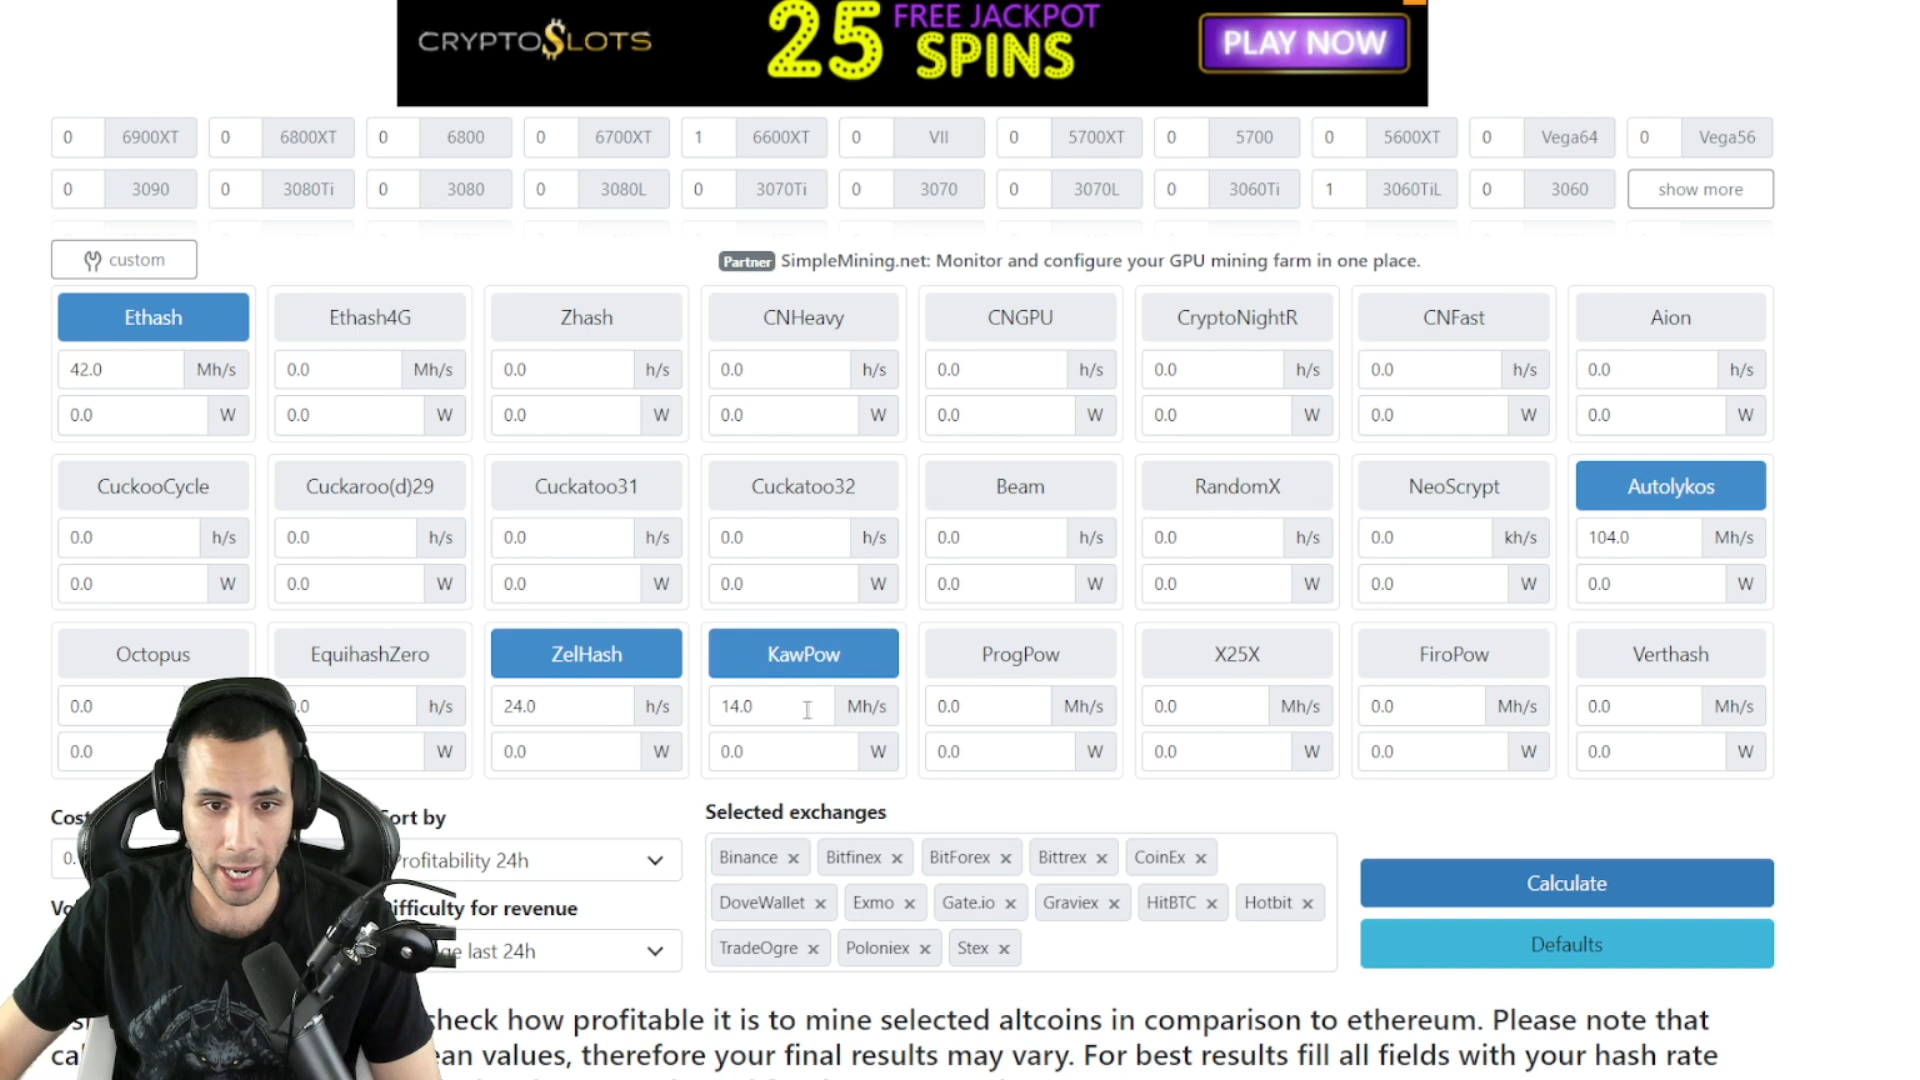 CRYPTO$LOTS 25 FREE JACKPOT SPINS PLAY NOW
0 6900XT 0 6800XT 0 6800 0 6700XT 1 6600XT 0 VII 0 5700XT 0 5700 0 5600XT 0 Vega64 0 Vega56
0 3090 0 3080Ti 0 3080 0 3080L 0 3070Ti 0 3070 0 3070L 0 3060Ti 1 3060TiL 0 3060 show more
custom Partner SimpleMining.net: Monitor and configure your GPU mining farm in one place.
Ethash Ethash4G Zhash CNHeavy CNGPU CryptoNightR CNFast Aion
42.0 Mh/s 0.0 Mh/s 0.0 h/s 0.0 h/s 0.0 h/s 0.0 h/s 0.0 h/s 0.0 h/s
0.0 W 0.0 W 0.0 W 0.0 W 0.0 W 0.0 W 0.0 W 0.0 W
CuckooCycle Cuckaroo(d)29 Cuckatoo31 Cuckatoo32 Beam RandomX NeoScrypt Autolykos
0.0 h/s 0.0 h/s 0.0 h/s 0.0 h/s 0.0 h/s 0.0 h/s 0.0 kh/s 104.0 Mh/s
0.0 W 0.0 W 0.0 W 0.0 W 0.0 W 0.0 W 0.0 W 0.0 W
Octopus EquihashZero ZelHash KawPow ProgPow X25X FiroPow Verthash
0.0 h/s 24.0 h/s 14.0 Mh/s 0.0 Mh/s 0.0 Mh/s 0.0 Mh/s 0.0 Mh/s
0.0 W 0.0 W 0.0 W 0.0 W 0.0 W 0.0 W 0.0 W
Sort by Selected exchanges
Profitability 24h Binance × Bitfinex × BitForex × Bittrex × CoinEx ×
Difficulty for revenue DoveWallet × Exmo × Gate.io × Graviex × HitBTC × Hotbit ×
last 24h TradeOgre × Poloniex × Stex ×
Calculate
Defaults
check how profitable it is to mine selected altcoins in comparison to ethereum. Please note that
values, therefore your final results may vary. For best results fill all fields with your hash rate